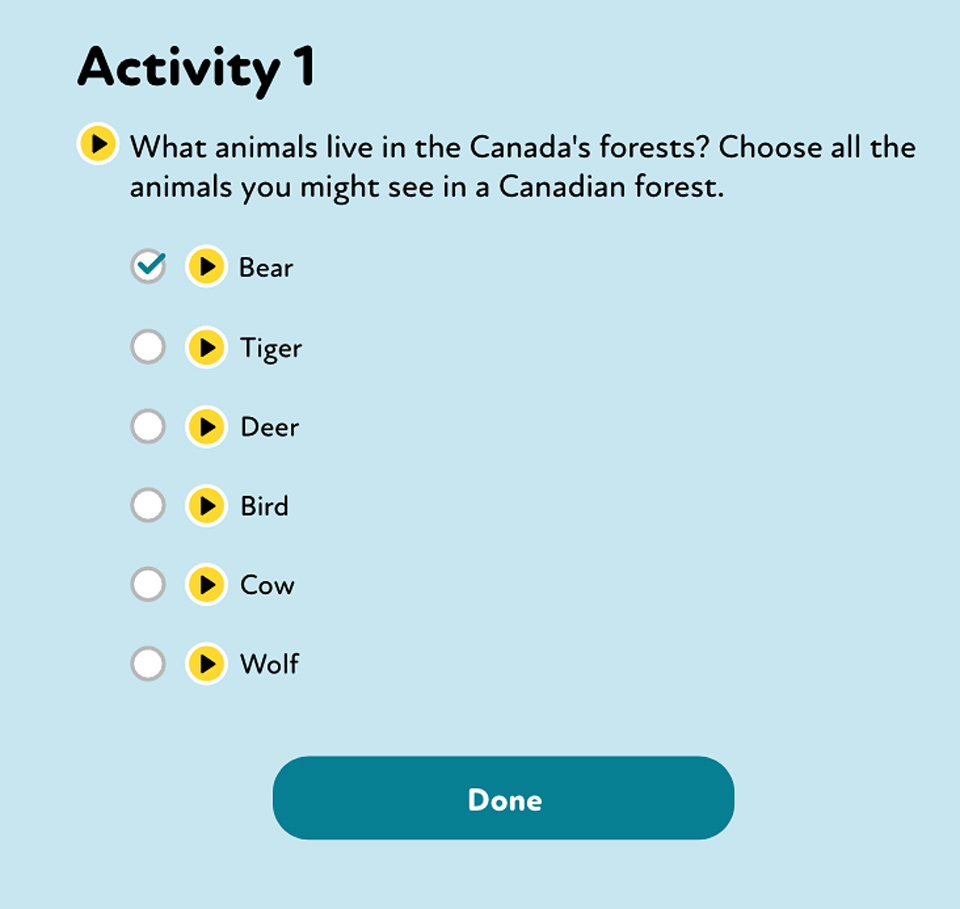 Activity 1
What animals live in the Canada's forests? Choose all the
animals you might see in a Canadian forest.
Bear
Tiger
Deer
Bird
Cow
Wolf
Done